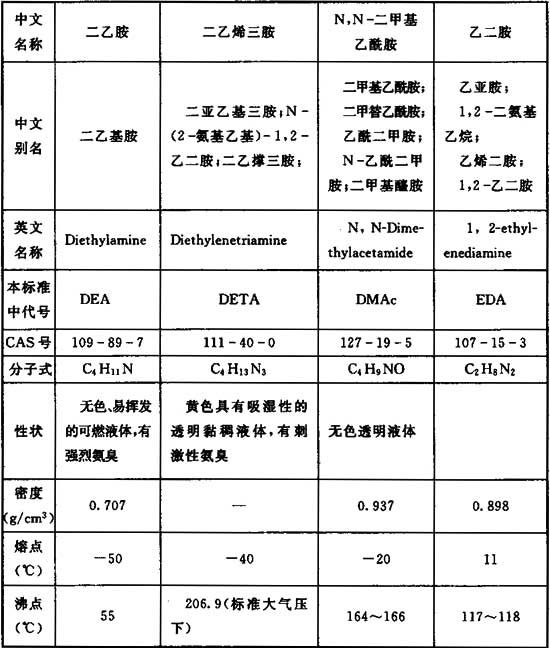 中文名称 二乙胺 二乙烯三胺 N,N-二甲基乙酰胺 乙二胺
中文别名 二乙基胺 二亚乙基三胺;N-(2-氨基乙基)-1,2-乙二胺;二乙撑三胺; 二甲基乙酰胺;二甲替乙酰胺;乙酰二甲胺;N-乙酰二甲胺;二甲基醯胺 乙亚胺;1,2-二氨基乙烷;乙烯二胺;1,2-乙二胺
英文名称 Diethylamine Diethylenetriamine N, N-Dime-thylacetamide 1, 2-ethyl-enediamine
本标准中代号 DEA DETA DMAc EDA
CAS号 109-89-7 111-40-0 127-19-5 107-15-3
分子式 C4H11N C4H13N3 C4H9NO C2H8N2
性状 无色、易挥发的可燃液体,有强烈氨臭 黄色具有吸湿性的透明黏稠液体,有刺激性氨臭 无色透明液体
密度(g/cm3) 0.707 — 0.937 0.898
熔点(℃) -50 -40 -20 11
沸点(℃) 55 206.9(标准大气压下) 164~166 117~118